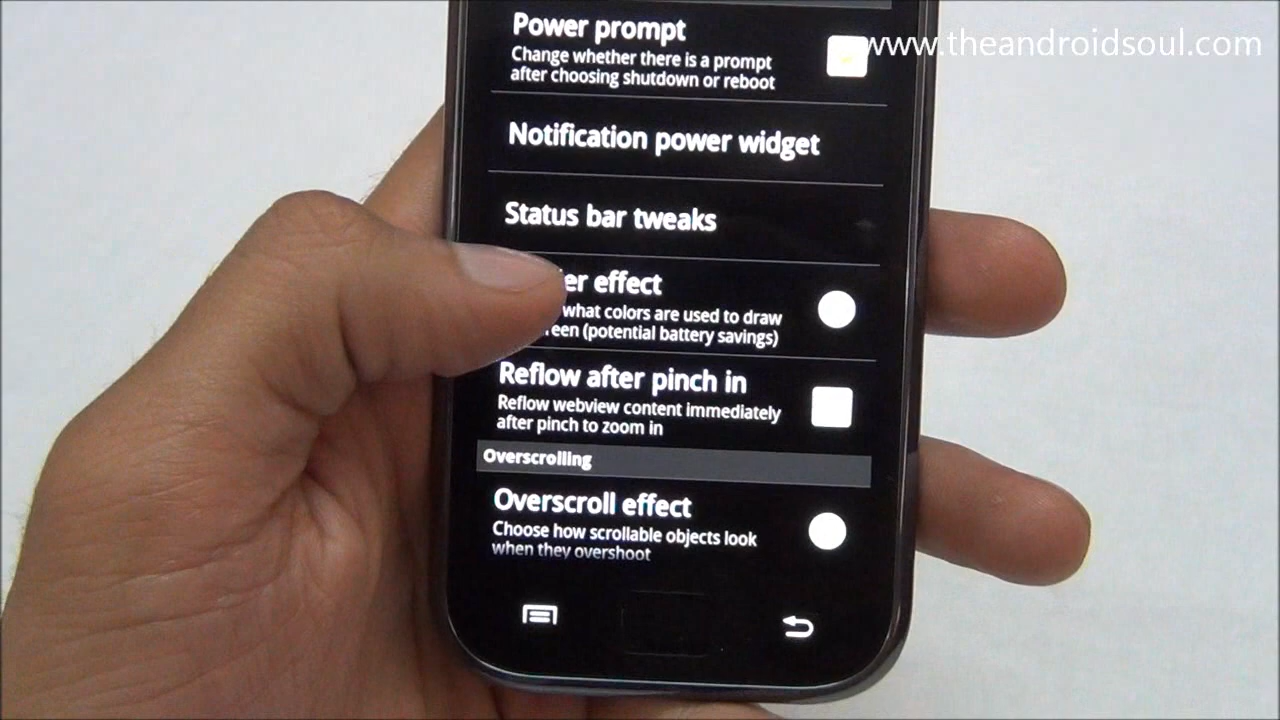 Power prompt
www.theandroidsoul.com
Change whether there is a prompt
after choosing shutdown or reboot
Notification power widget
Status bar tweaks
effect
what colors are used to draw
(potential battery savings)
Reflow after pinch in
Reflow webview content immediately
after pinch to zoom in
Overscrolling
Overscroll effect
Choose how scrollable objects look
when they overshoot